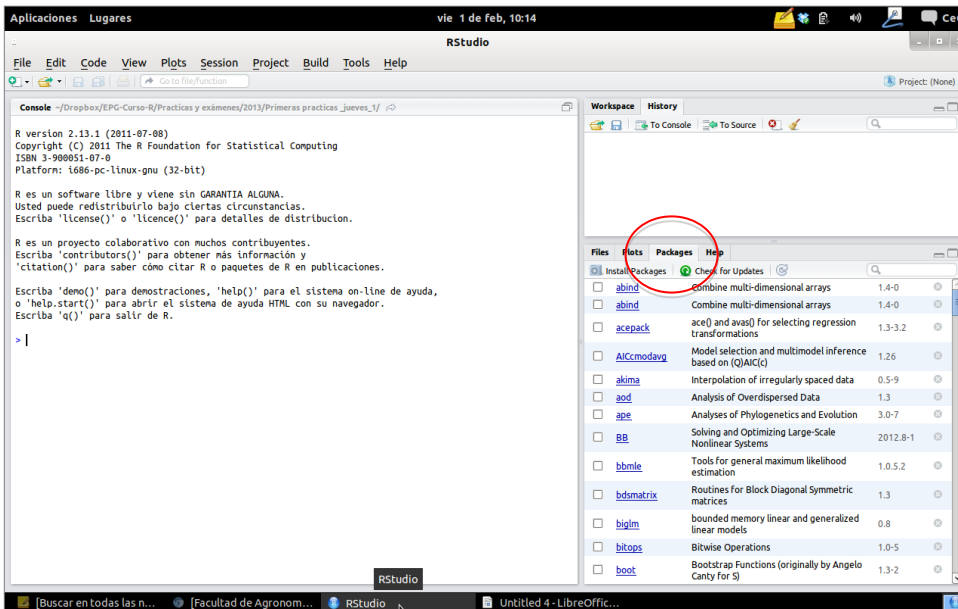 Aplicaciones Lugares
vie 1 de feb, 10:14
RStudio
File Edit Code View Plots Session Project Build Tools Help
Go to file/function
Project: (None)
Console ~/Dropbox/EPG-Curso-R/Practicas y exámenes/2013/Primeras practicas _jueves_1/
R version 2.13.1 (2011-07-08)
Copyright (C) 2011 The R Foundation for Statistical Computing
ISBN 3-900051-07-0
Platform: i686-pc-linux-gnu (32-bit)
R es un software libre y viene sin GARANTIA ALGUNA.
Usted puede redistribuirlo bajo ciertas circunstancias.
Escriba 'license()' o 'licence()' para detalles de distribucion.
R es un proyecto colaborativo con muchos contribuyentes.
Escriba 'contributors()' para obtener más información y
'citation()' para saber cómo citar R o paquetes de R en publicaciones.
Escriba 'demo()' para demostraciones, 'help()' para el sistema on-line de ayuda,
o 'help.start()' para abrir el sistema de ayuda HTML con su navegador.
Escriba 'q()' para salir de R.
>
Workspace History
To Console To Source
Files Plots Packages Help
Install Packages Check for Updates
abind Combine multi-dimensional arrays 1.4-0
abind Combine multi-dimensional arrays 1.4-0
acepack ace() and avas() for selecting regression
transformations 1.3-3.2
AICcmodavg Model selection and multimodel inference
based on (Q)AIC(c) 1.26
akima Interpolation of irregularly spaced data 0.5-9
aod Analysis of Overdispersed Data 1.3
ape Analyses of Phylogenetics and Evolution 3.0-7
BB Solving and Optimizing Large-Scale
Nonlinear Systems 2012.8-1
bbmle Tools for general maximum likelihood
estimation 1.0.5.2
bdsmatrix Routines for Block Diagonal Symmetric
matrices 1.3
biglm bounded memory linear and generalized
linear models 0.8
bitops Bitwise Operations 1.0-5
boot Bootstrap Functions (originally by Angelo
Canty for S) 1.3-2
RStudio
[Buscar en todas las n... [Facultad de Agronom... RStudio Untitled 4 - LibreOffic...